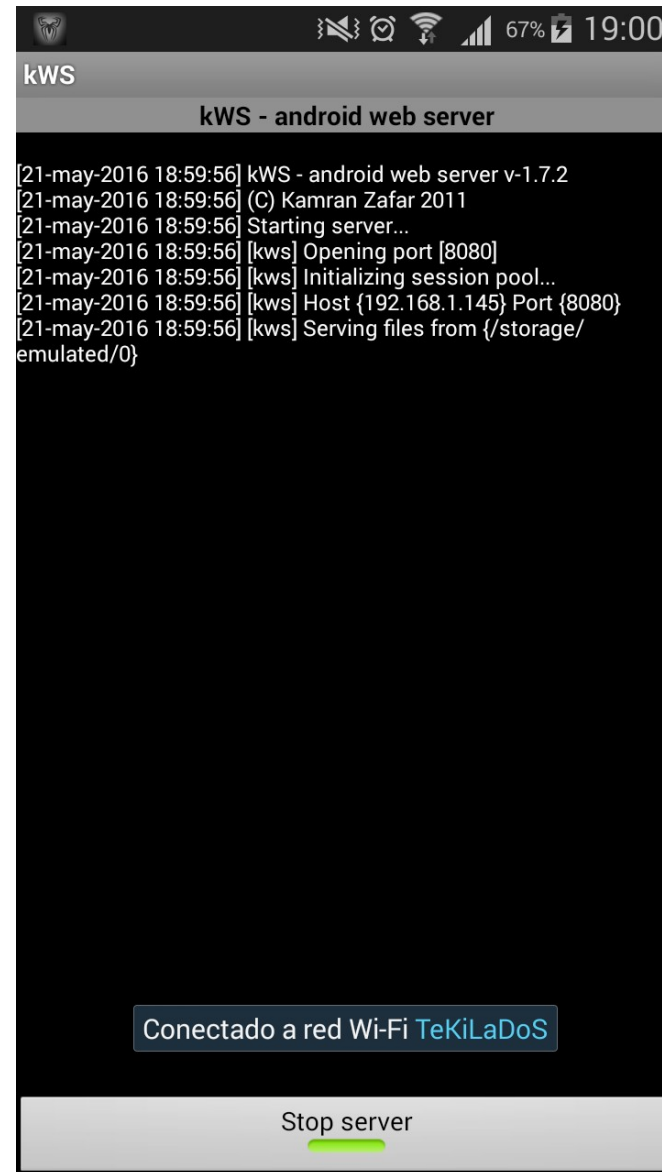 67% 19:00
kWS
kWS - android web server
[21-may-2016 18:59:56] kWS - android web server v-1.7.2
[21-may-2016 18:59:56] (C) Kamran Zafar 2011
[21-may-2016 18:59:56] Starting server...
[21-may-2016 18:59:56] [kws] Opening port [8080]
[21-may-2016 18:59:56] [kws] Initializing session pool...
[21-may-2016 18:59:56] [kws] Host {192.168.1.145} Port {8080}
[21-may-2016 18:59:56] [kws] Serving files from {/storage/
emulated/0}
Conectado a red Wi-Fi TeKiLaDoS
Stop server